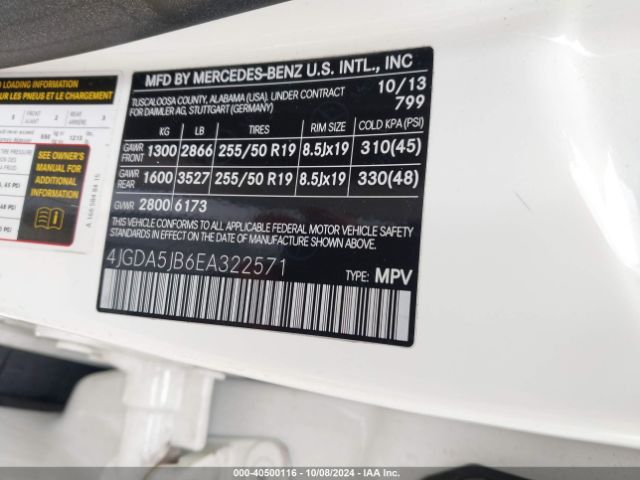 MFD BY MERCEDES-BENZ U.S. INTL., INC
TUSCALOOSA COUNTY, ALABAMA (USA). UNDER CONTRACT 10/13
FOR DAIMLER AG, STUTTGART (GERMANY) 799
KG LB TIRES RIM SIZE COLD KPA (PSI)
GAWR FRONT 1300 2866 255/50 R19 8.5Jx19 310(45)
GAWR REAR 1600 3527 255/50 R19 8.5Jx19 330(48)
GVWR 2800 6173
THIS VEHICLE CONFORMS TO ALL APPLICABLE FEDERAL MOTOR VEHICLE SAFETY
STANDARDS IN EFFECT ON THE DATE OF MANUFACTURE SHOWN ABOVE.
4JGDA5JB6EA322571
TYPE: MPV
LOADING INFORMATION
SUR LES PNEUS ET LE CHARGEMENT
SEE OWNER'S
MANUAL FOR
ADDITIONAL
INFORMATION
000-40500116 - 10/08/2024 - IAA Inc.